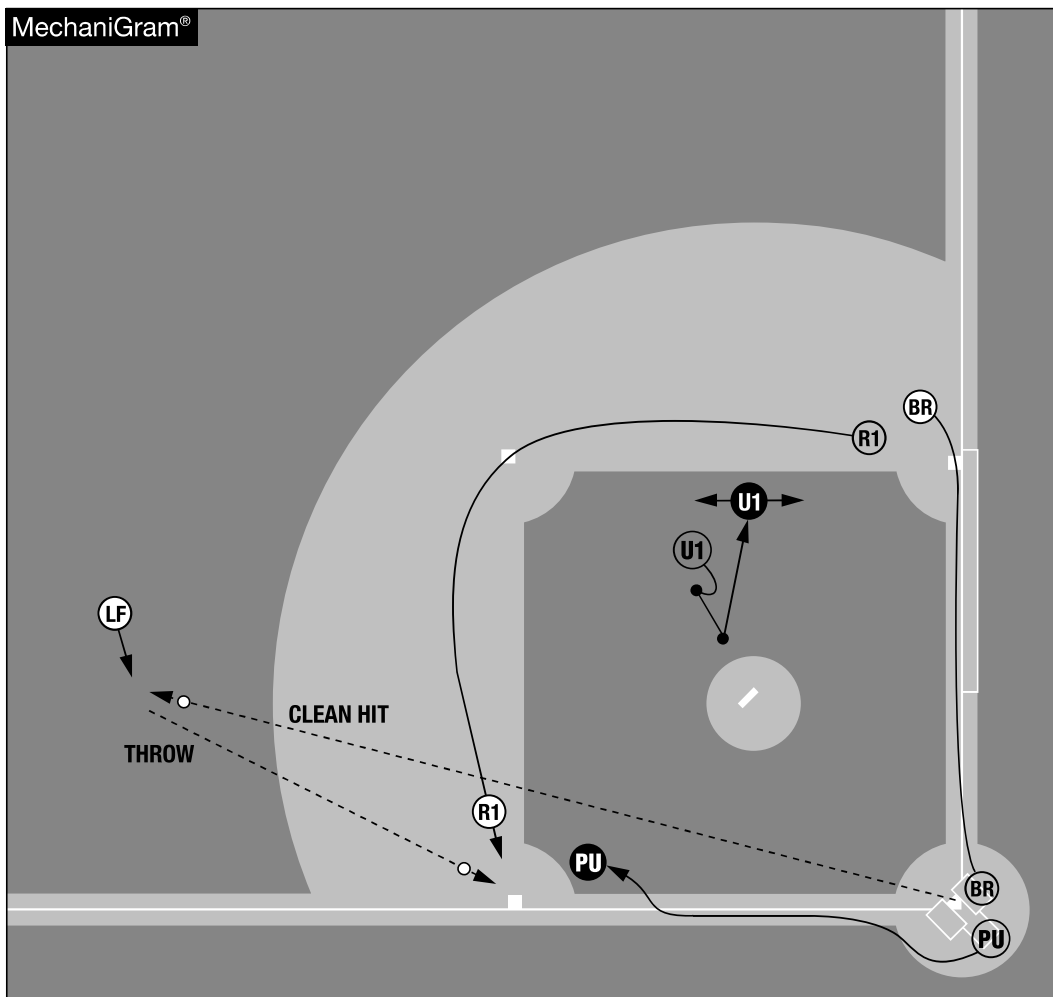 MechaniGram®
BR
R1
U1
U1
LF
CLEAN HIT
THROW
R1
PU
BR
PU